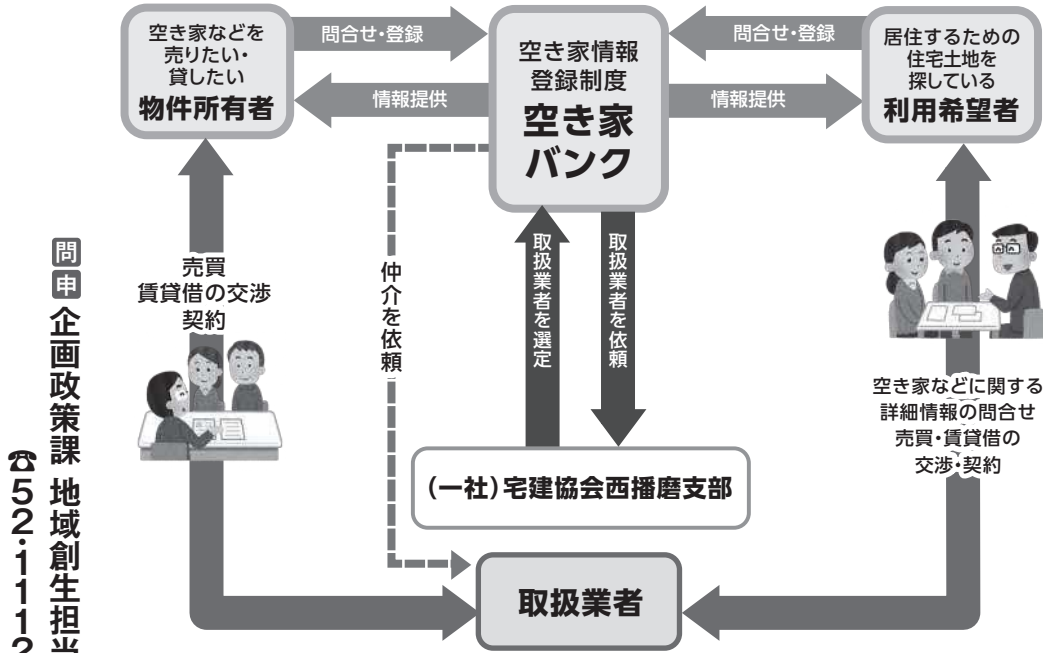 空き家などを
売りたい・
貸したい
物件所有者
問合せ・登録
情報提供
空き家情報
登録制度
空き家
バンク
問合せ・登録
情報提供
居住するための
住宅土地を
探している
利用希望者
売買
賃貸借の交渉
契約
仲介を依頼
取扱業者を選定
取扱業者を依頼
空き家などに関する
詳細情報の問合せ
売買・賃貸借の
交渉・契約
(一社)宅建協会西播磨支部
取扱業者
問申 企画政策課 地域創生担当
☎52・1112